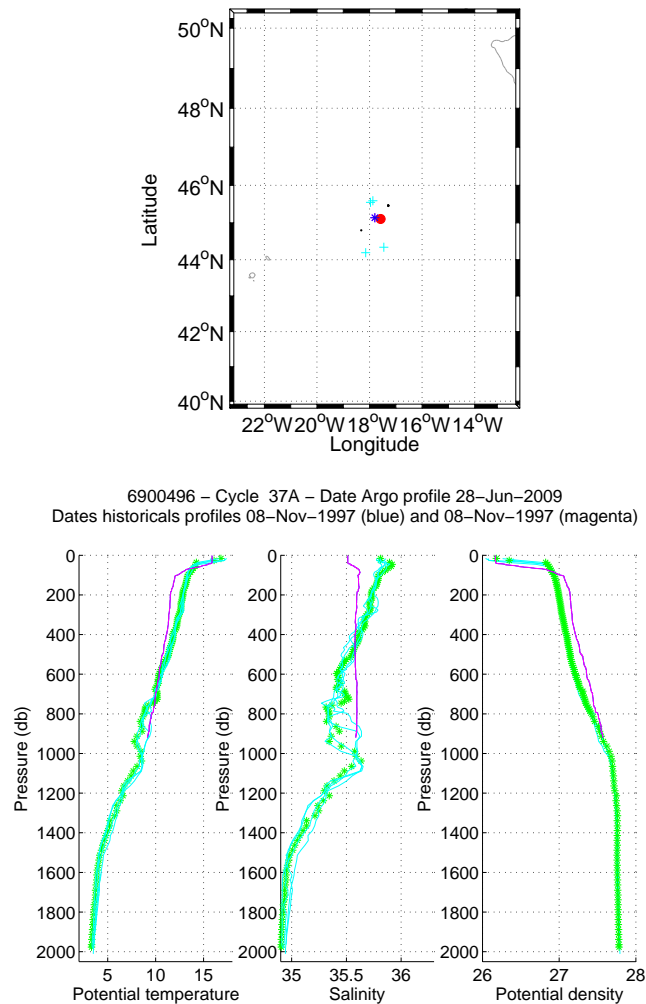 50°N
48°N
46°N
44°N
42°N
40°N
Latitude
22°W 20°W 18°W 16°W 14°W
Longitude
6900496 − Cycle 37A − Date Argo profile 28−Jun−2009
Dates historicals profiles 08−Nov−1997 (blue) and 08−Nov−1997 (magenta)
0
200
400
600
800
1000
1200
1400
1600
1800
2000
Pressure (db)
5 10 15
Potential temperature
0
200
400
600
800
1000
1200
1400
1600
1800
2000
Pressure (db)
35 35.5 36
Salinity
0
200
400
600
800
1000
1200
1400
1600
1800
2000
Pressure (db)
26 27 28
Potential density